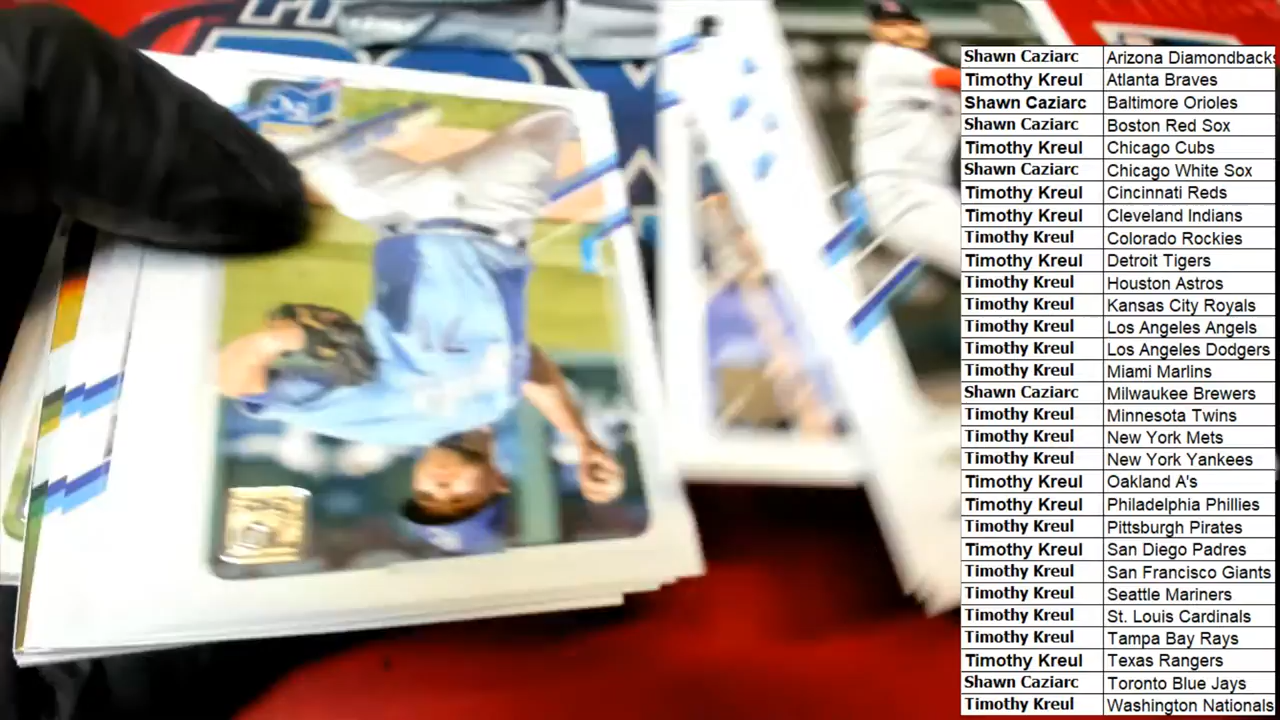 Shawn Caziarc Arizona Diamondbacks
Timothy Kreul Atlanta Braves
Shawn Caziarc Baltimore Orioles
Shawn Caziarc Boston Red Sox
Timothy Kreul Chicago Cubs
Shawn Caziarc Chicago White Sox
Timothy Kreul Cincinnati Reds
Timothy Kreul Cleveland Indians
Timothy Kreul Colorado Rockies
Timothy Kreul Detroit Tigers
Timothy Kreul Houston Astros
Timothy Kreul Kansas City Royals
Timothy Kreul Los Angeles Angels
Timothy Kreul Los Angeles Dodgers
Timothy Kreul Miami Marlins
Shawn Caziarc Milwaukee Brewers
Timothy Kreul Minnesota Twins
Timothy Kreul New York Mets
Timothy Kreul New York Yankees
Timothy Kreul Oakland A's
Timothy Kreul Philadelphia Phillies
Timothy Kreul Pittsburgh Pirates
Timothy Kreul San Diego Padres
Timothy Kreul San Francisco Giants
Timothy Kreul Seattle Mariners
Timothy Kreul St. Louis Cardinals
Timothy Kreul Tampa Bay Rays
Timothy Kreul Texas Rangers
Shawn Caziarc Toronto Blue Jays
Timothy Kreul Washington Nationals